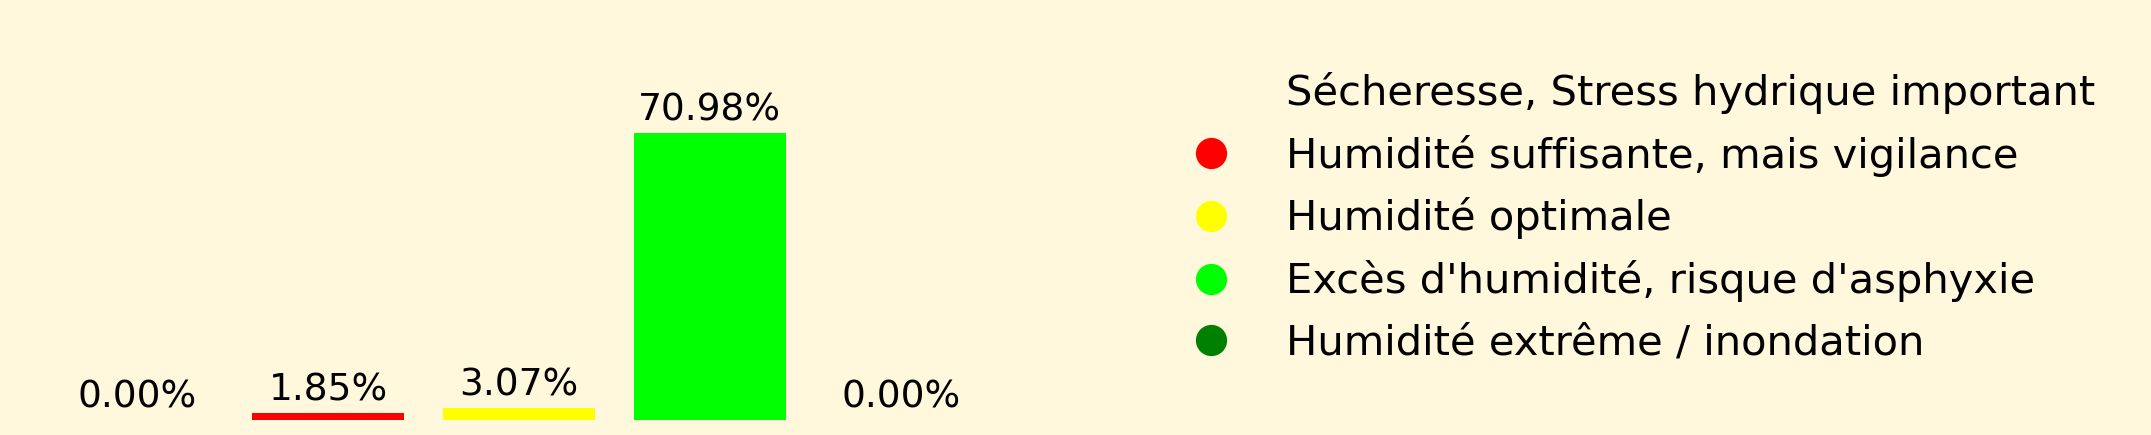 0.00%
1.85%
3.07%
70.98%
0.00%
Sécheresse, Stress hydrique important
Humidité suffisante, mais vigilance
Humidité optimale
Excès d'humidité, risque d'asphyxie
Humidité extrême / inondation